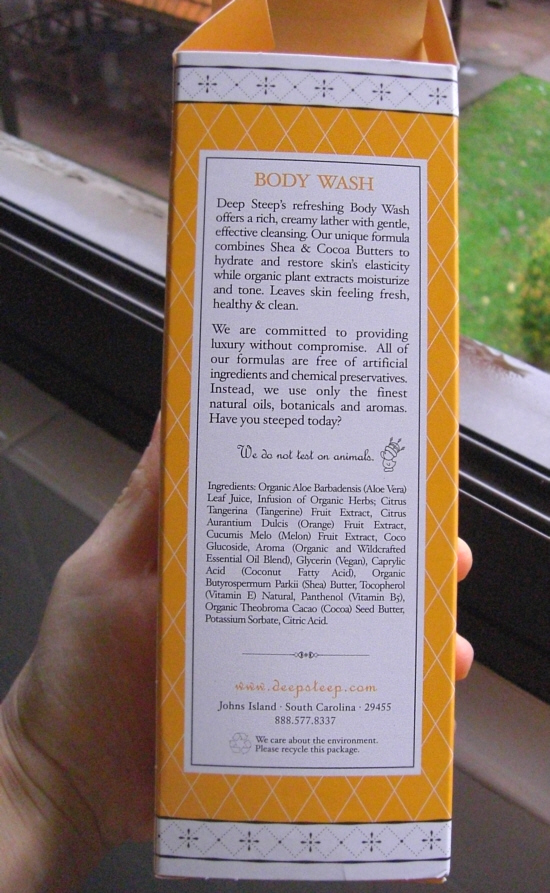 BODY WASH
Deep Steep's refreshing Body Wash
offers a rich, creamy lather with gentle,
effective cleansing. Our unique formula
combines Shea & Cocoa Butters to
hydrate and restore skin's elasticity
while organic plant extracts moisturize
and tone. Leaves skin feeling fresh,
healthy & clean.
We are committed to providing
luxury without compromise. All of
our formulas are free of artificial
ingredients and chemical preservatives.
Instead, we use only the finest
natural oils, botanicals and aromas.
Have you steeped today?
We do not test on animals.
Ingredients: Organic Aloe Barbadensis (Aloe Vera)
Leaf Juice, Infusion of Organic Herbs; Citrus
Tangerina (Tangerine) Fruit Extract, Citrus
Aurantium Dulcis (Orange) Fruit Extract,
Cucumis Melo (Melon) Fruit Extract, Coco
Glucoside, Aroma (Organic and Wildcrafted
Essential Oil Blend), Glycerin (Vegan), Caprylic
Acid (Coconut Fatty Acid), Organic
Butyrospermum Parkii (Shea) Butter, Tocopherol
(Vitamin E) Natural, Panthenol (Vitamin B5),
Organic Theobroma Cacao (Cocoa) Seed Butter,
Potassium Sorbate, Citric Acid.
www.deepsteep.com
Johns Island · South Carolina · 29455
888.577.8337
We care about the environment.
Please recycle this package.